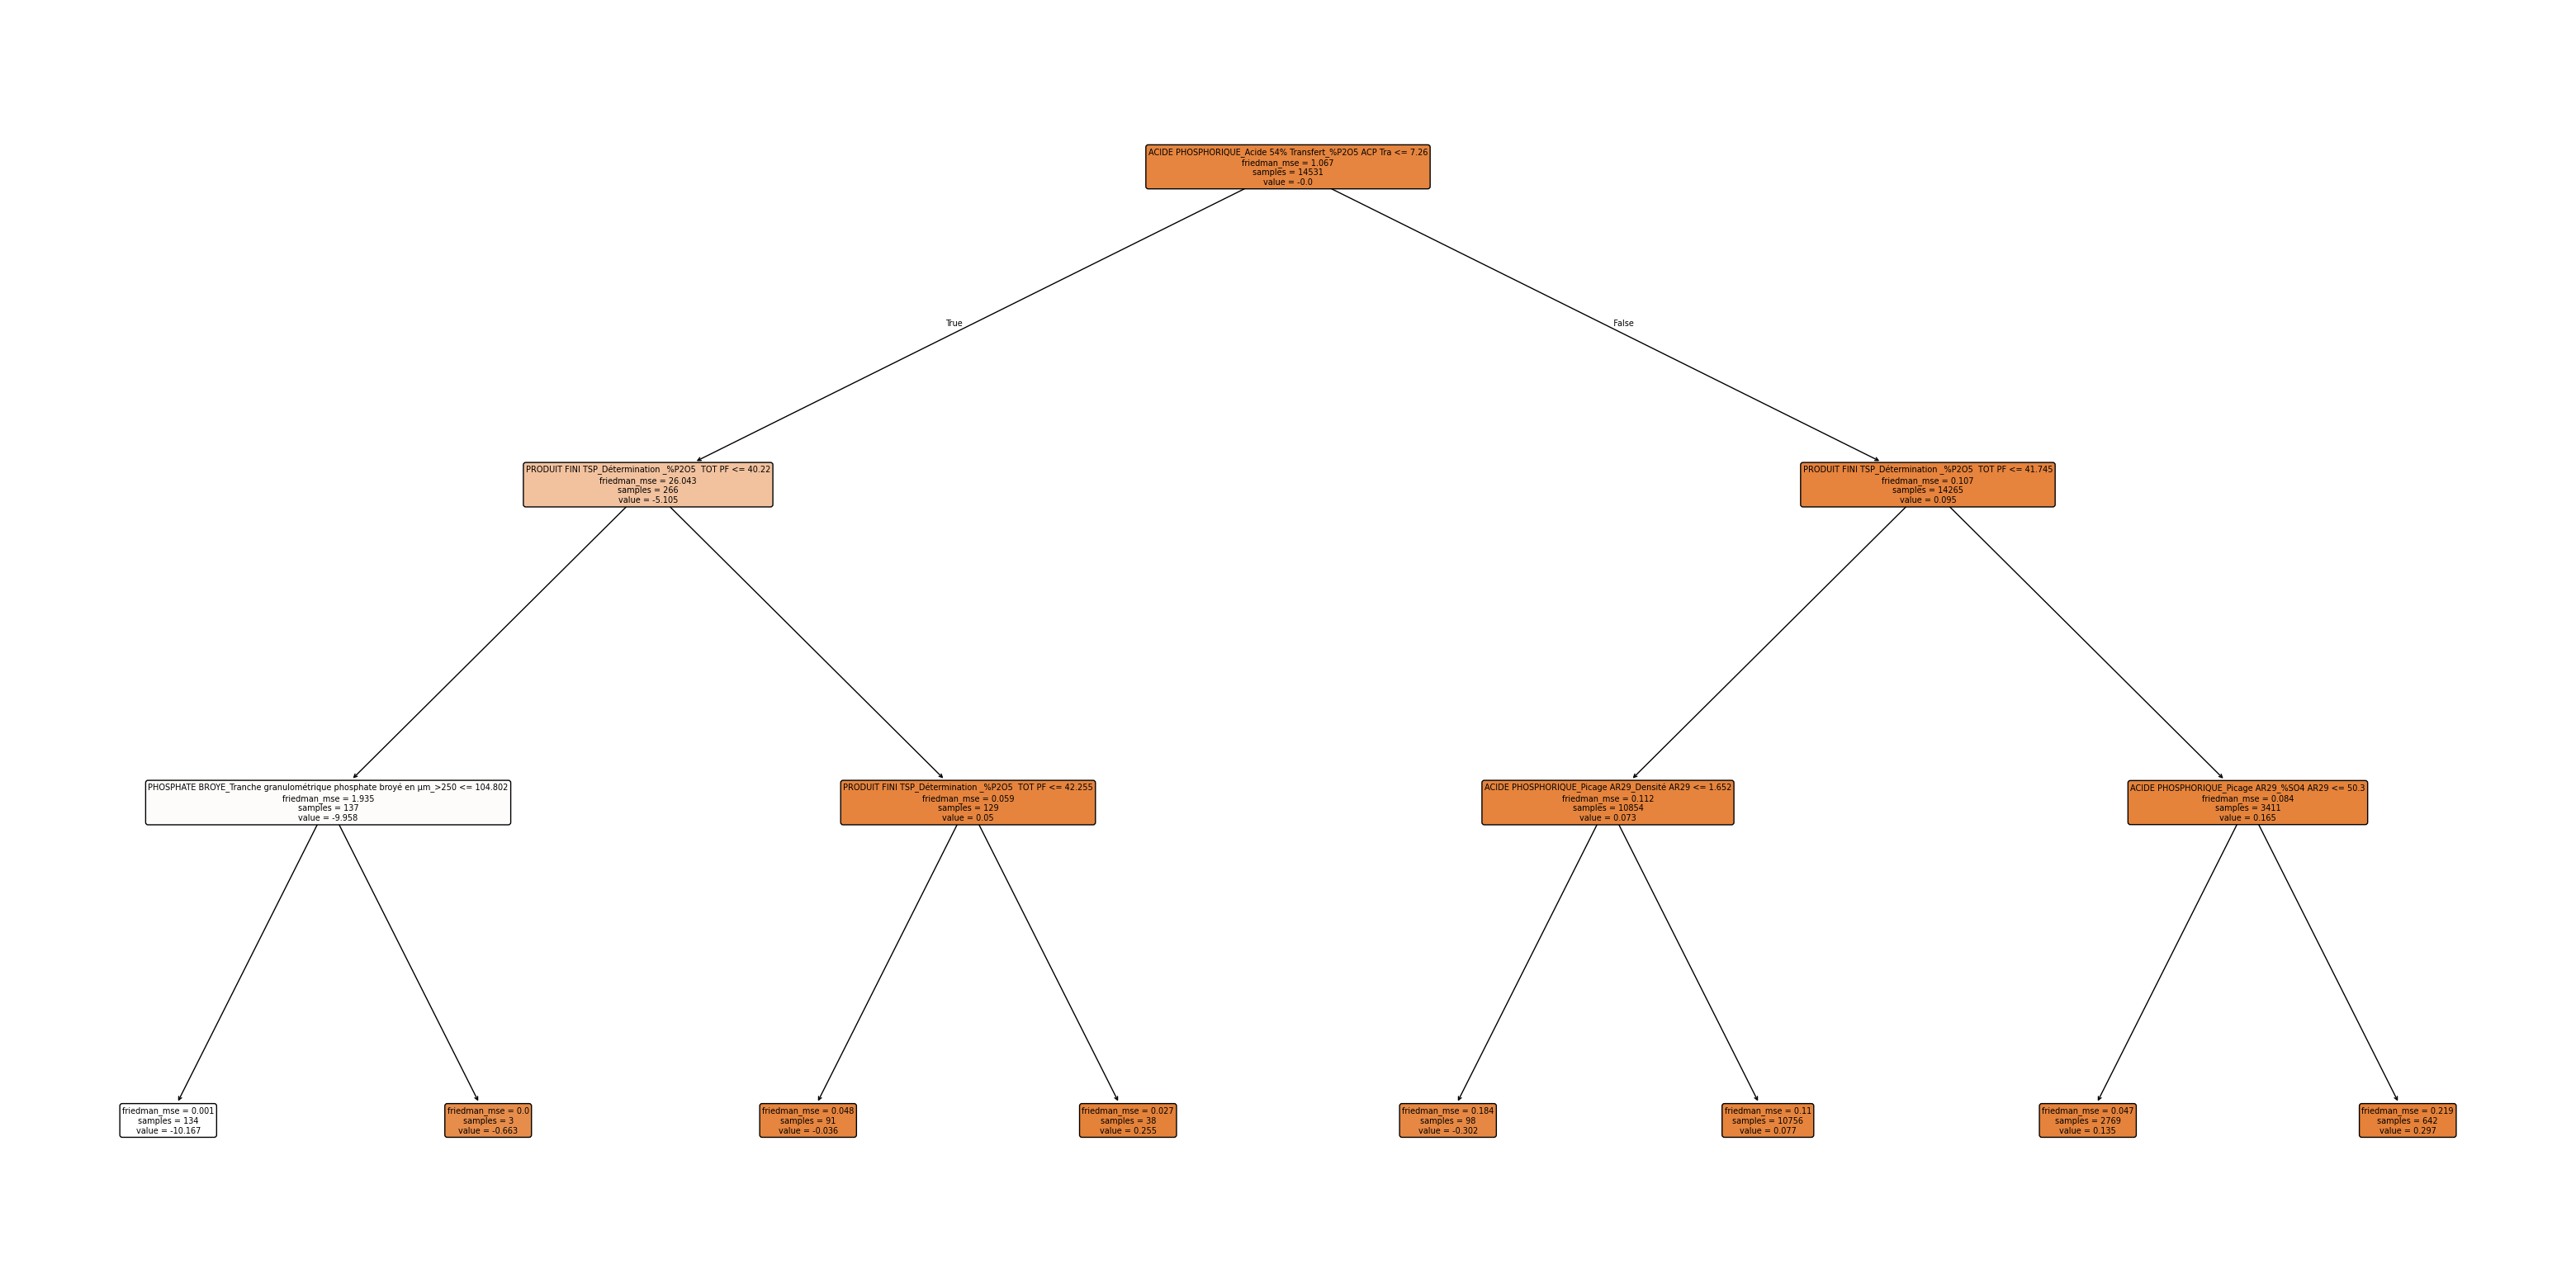 ACIDE PHOSPHORIQUE_Acide 54% Transfert_%P2O5 ACP Tra <= 7.26
friedman_mse = 1.067
samples = 14531
value = -0.0
True
False
PRODUIT FINI TSP_Détermination _%P2O5  TOT PF <= 40.22
friedman_mse = 26.043
samples = 266
value = -5.105
PRODUIT FINI TSP_Détermination _%P2O5  TOT PF <= 41.745
friedman_mse = 0.107
samples = 14265
value = 0.095
PHOSPHATE BROYE_Tranche granulométrique phosphate broyé en µm_>250 <= 104.802
friedman_mse = 1.935
samples = 137
value = -9.958
PRODUIT FINI TSP_Détermination _%P2O5  TOT PF <= 42.255
friedman_mse = 0.059
samples = 129
value = 0.05
ACIDE PHOSPHORIQUE_Picage AR29_Densité AR29 <= 1.652
friedman_mse = 0.112
samples = 10854
value = 0.073
ACIDE PHOSPHORIQUE_Picage AR29_%SO4 AR29 <= 50.3
friedman_mse = 0.084
samples = 3411
value = 0.165
friedman_mse = 0.001
samples = 134
value = -10.167
friedman_mse = 0.0
samples = 3
value = -0.663
friedman_mse = 0.048
samples = 91
value = -0.036
friedman_mse = 0.027
samples = 38
value = 0.255
friedman_mse = 0.184
samples = 98
value = -0.302
friedman_mse = 0.11
samples = 10756
value = 0.077
friedman_mse = 0.047
samples = 2769
value = 0.135
friedman_mse = 0.219
samples = 642
value = 0.297